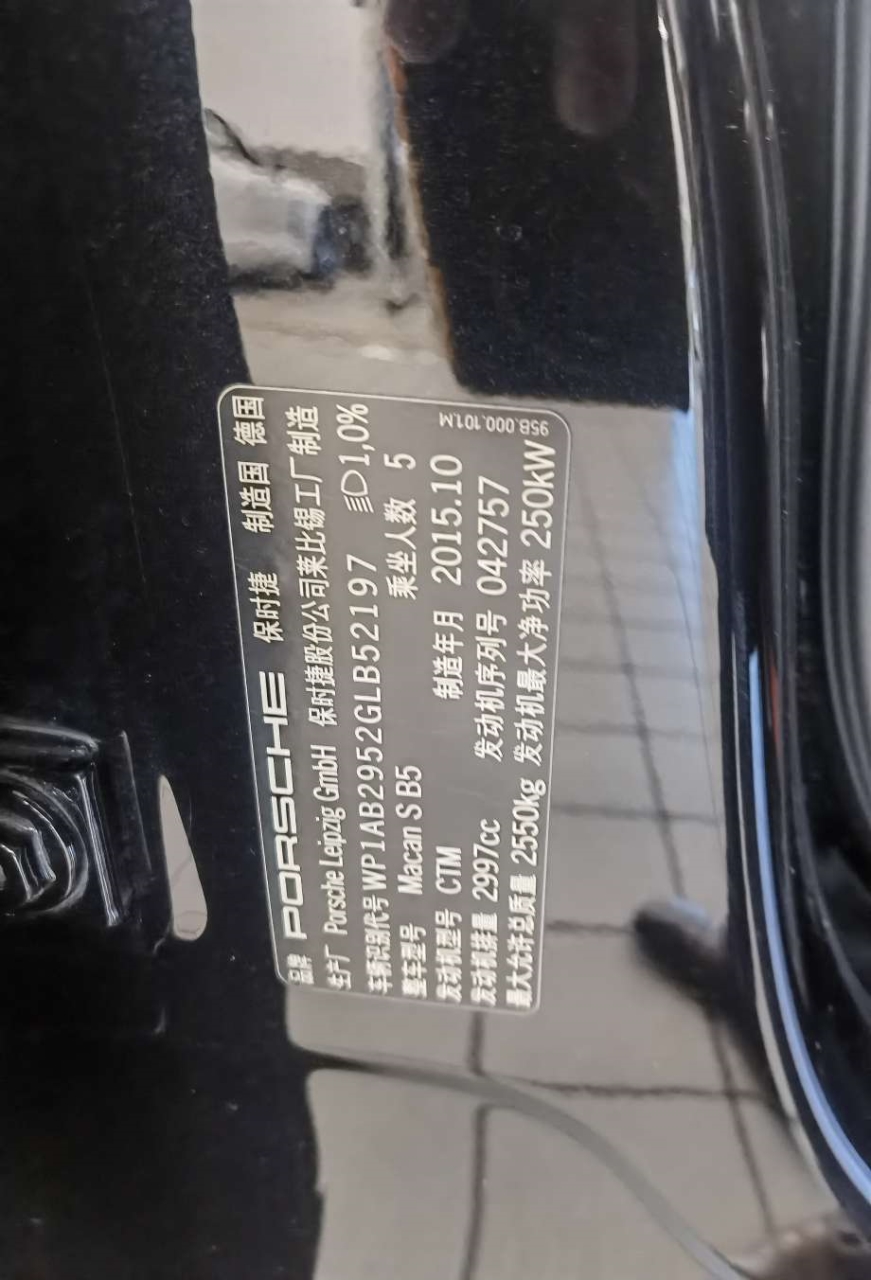 品牌 PORSCHE 保时捷 制造国 德国
生产厂 Porsche Leipzig GmbH 保时捷股份公司莱比锡工厂制造
车辆识别代号 WP1AB2952GLB52197 1,0%
整车型号 Macan S B5 乘坐人数 5
发动机型号 CTM 制造年月 2015.10
发动机排量 2997cc 发动机序列号 042757
最大允许总质量 2550kg 发动机最大净功率 250kW
95B.000.101.M